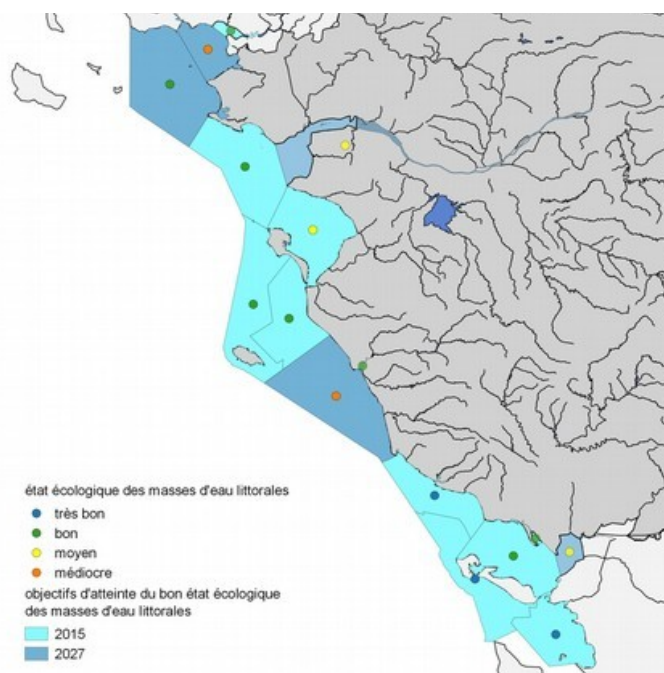 état écologique des masses d'eau littorales
très bon
bon
moyen
médiocre
objectifs d'atteinte du bon état écologique
des masses d'eau littorales
2015
2027